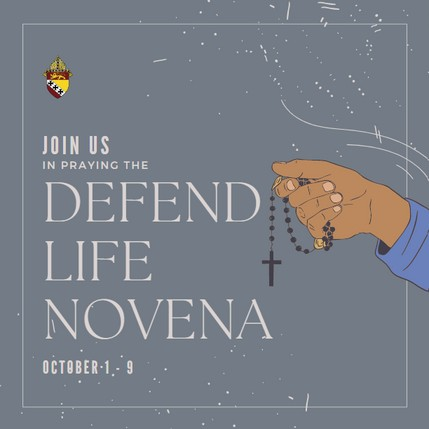 JOIN US
IN PRAYING THE
DEFEND
LIFE
NOVENA
OCTOBER 1 - 9